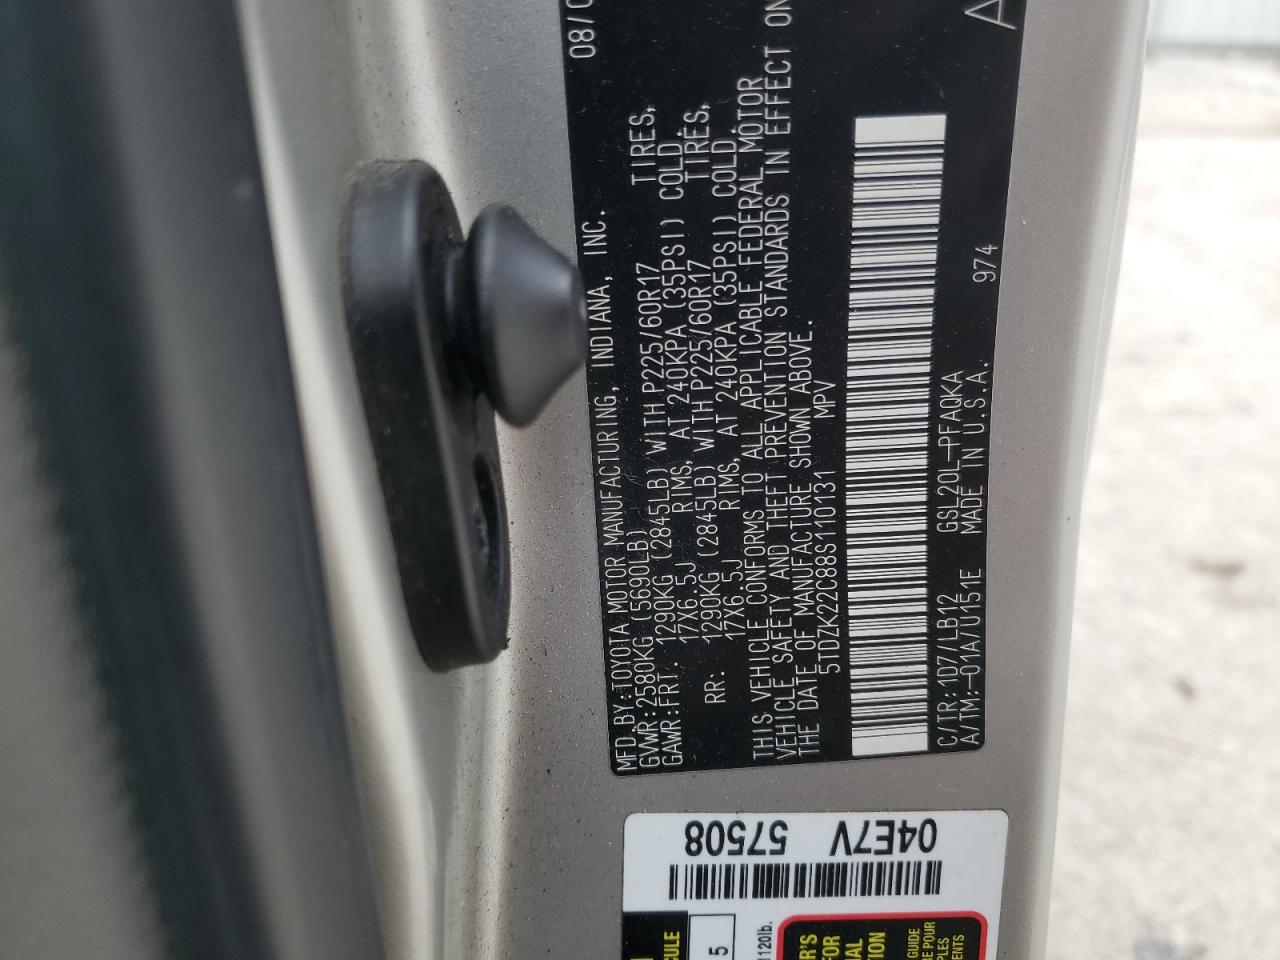 MFD.BY:TOYOTA MOTOR MANUFACTURING, INDIANA, INC. 08/0
GVWR:2580KG (5690LB)
GAWR:FRT. 1290KG (2845LB) WITH P225/60R17 TIRES,
17X6.5J RIMS, AT 240KPA (35PSI) COLD.
RR: 1290KG (2845LB) WITH P225/60R17 TIRES,
17X6.5J RIMS, AT 240KPA (35PSI) COLD.
THIS VEHICLE CONFORMS TO ALL APPLICABLE FEDERAL MOTOR
VEHICLE SAFETY AND THEFT PREVENTION STANDARDS IN EFFECT ON
THE DATE OF MANUFACTURE SHOWN ABOVE.
5TDZK22C88S110131 MPV
C/TR:1D7/LB12 GSL20L-PFAQKA 974
A/TM:-01A/U151E MADE IN U.S.A.
04E7V 57508
5
1120lb.
FOR
GUIDE